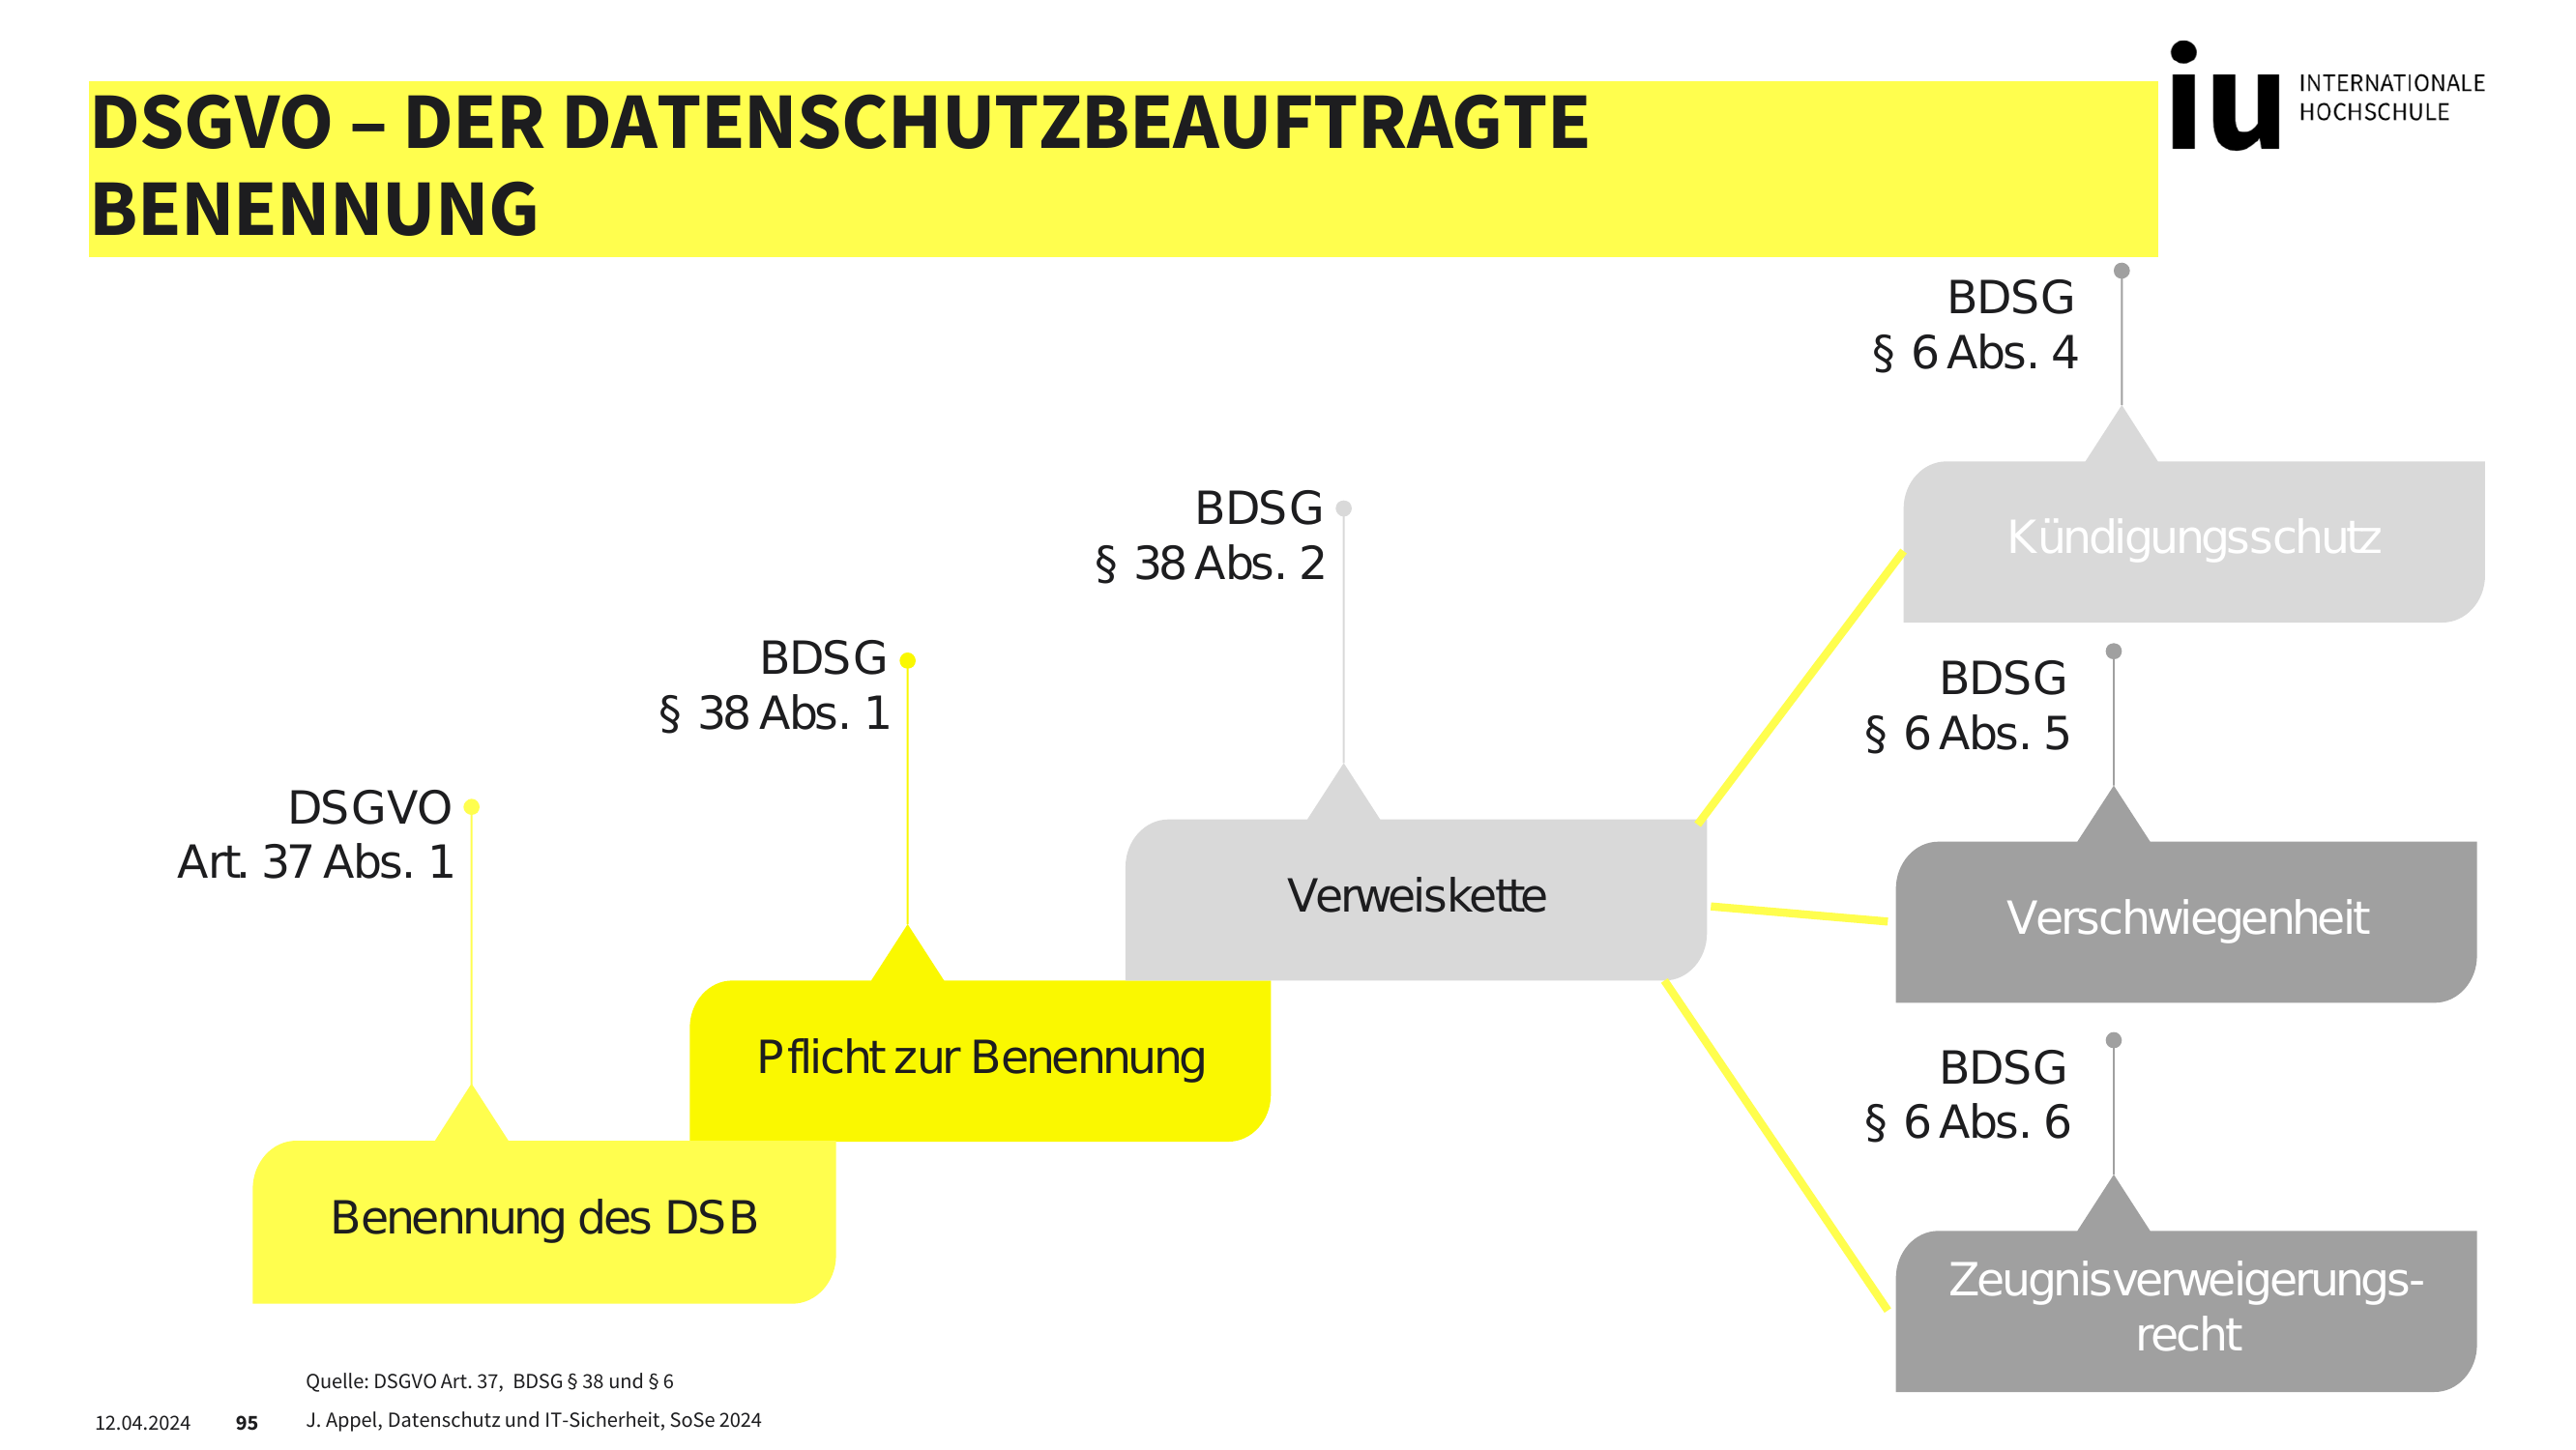 DSGVO – DER DATENSCHUTZBEAUFTRAGTE
BENENNUNG
iu INTERNATIONALE
HOCHSCHULE
DSGVO
Art. 37 Abs. 1
Benennung des DSB
BDSG
§ 38 Abs. 1
Pflicht zur Benennung
BDSG
§ 38 Abs. 2
Verweiskette
BDSG
§ 6 Abs. 4
Kündigungsschutz
BDSG
§ 6 Abs. 5
Verschwiegenheit
BDSG
§ 6 Abs. 6
Zeugnisverweigerungs-
recht
Quelle: DSGVO Art. 37, BDSG § 38 und § 6
12.04.2024 95 J. Appel, Datenschutz und IT-Sicherheit, SoSe 2024